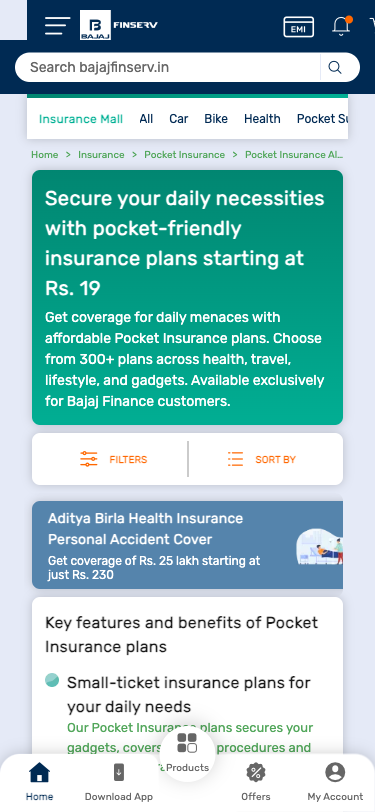 B
BAJAJ
FINSERV
EMI
Search bajajfinserv.in
Insurance Mall All Car Bike Health Pocket Su
Home > Insurance > Pocket Insurance > Pocket Insurance Al...
Secure your daily necessities
with pocket-friendly
insurance plans starting at
Rs. 19
Get coverage for daily menaces with
affordable Pocket Insurance plans. Choose
from 300+ plans across health, travel,
lifestyle, and gadgets. Available exclusively
for Bajaj Finance customers.
FILTERS
SORT BY
Aditya Birla Health Insurance
Personal Accident Cover
Get coverage of Rs. 25 lakh starting at
just Rs. 230
Key features and benefits of Pocket
Insurance plans
Small-ticket insurance plans for
your daily needs
Our Pocket Insurance plans secures your
gadgets, covers procedures and
Home
Download App
Products
Offers
My Account